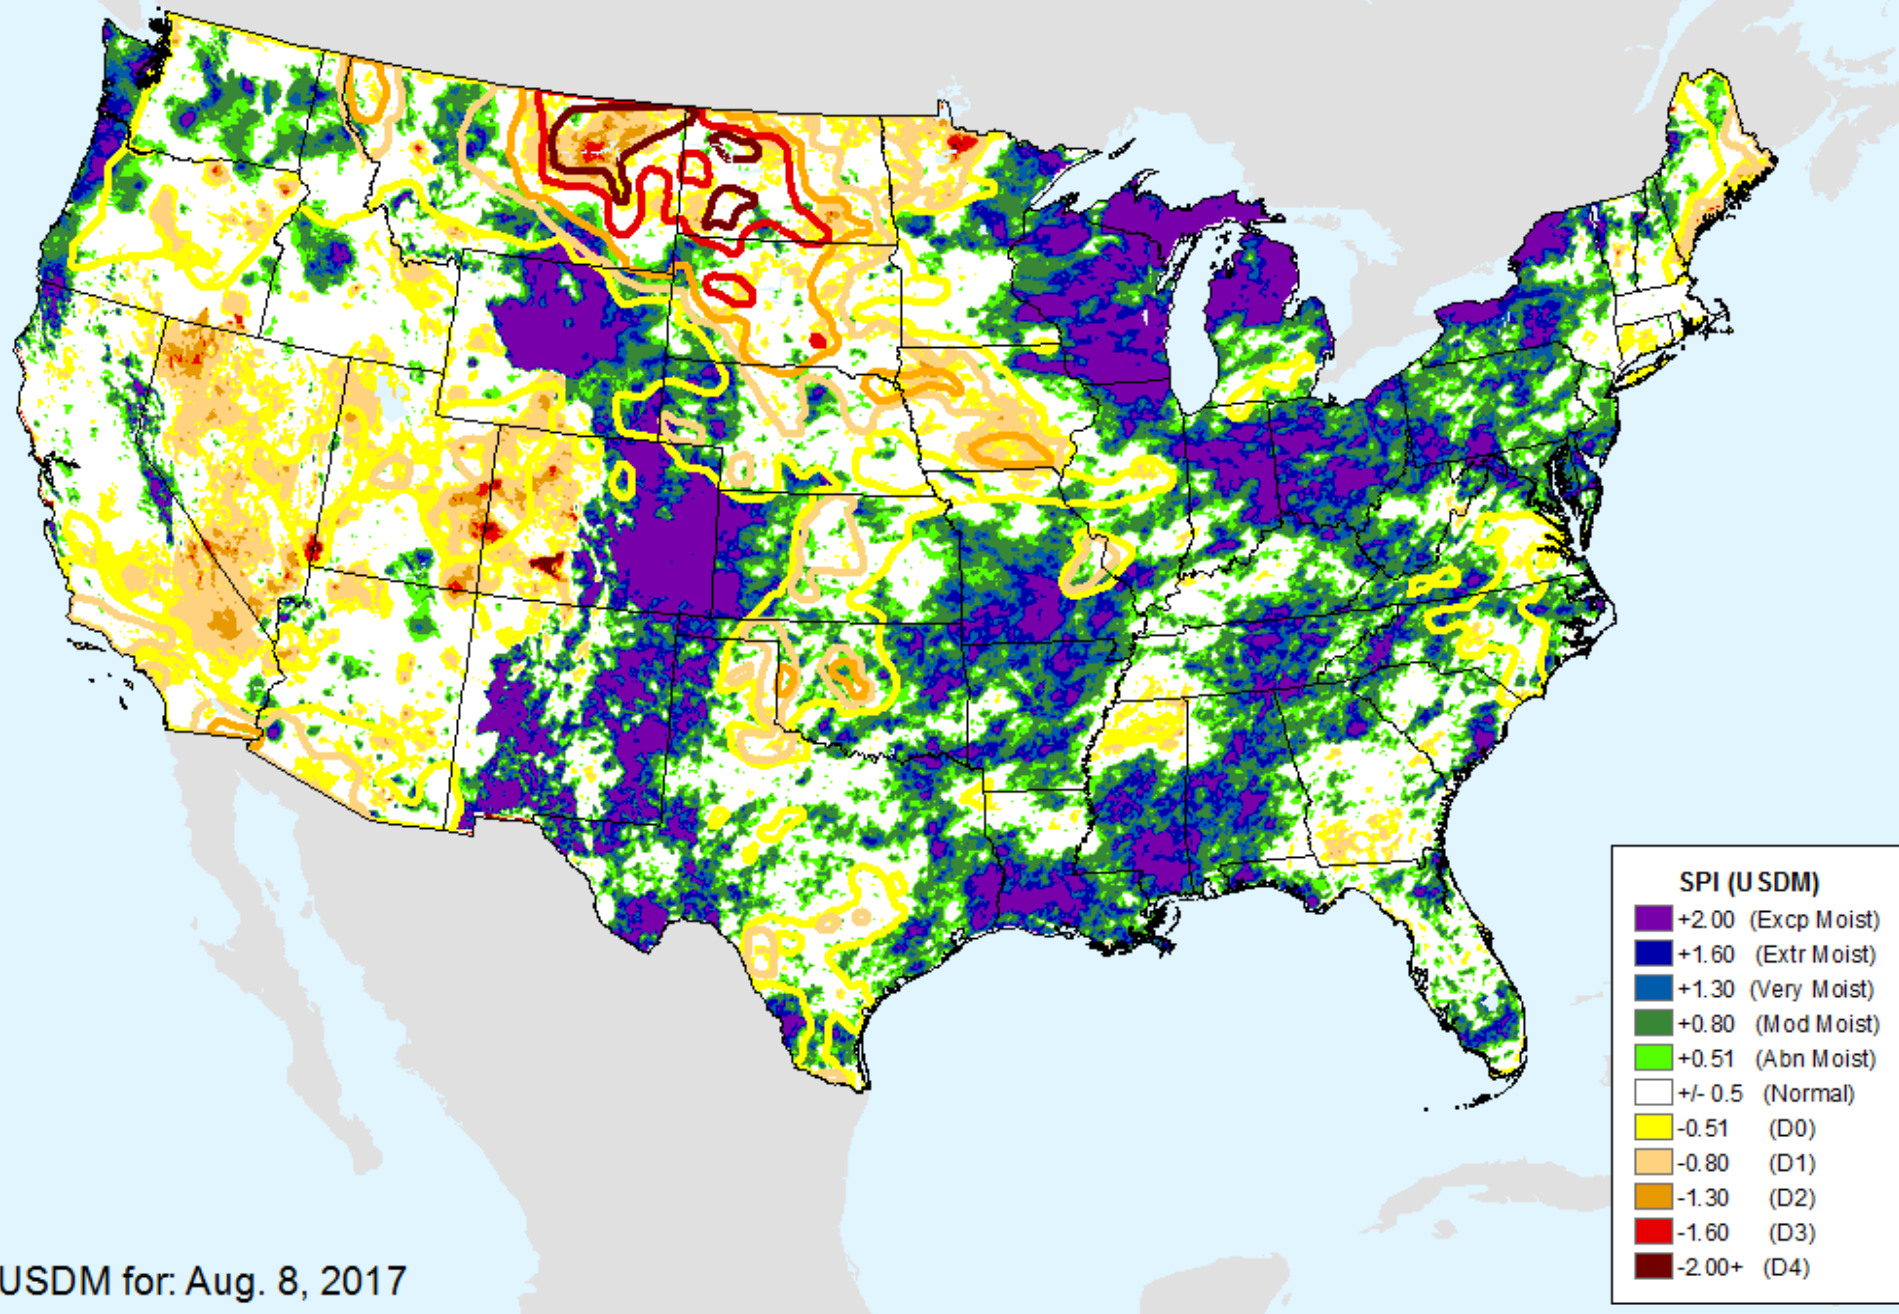 SPI (USDM)
+2.00 (Excp Moist)
+1.60 (Extr Moist)
+1.30 (Very Moist)
+0.80 (Mod Moist)
+0.51 (Abn Moist)
+/- 0.5 (Normal)
-0.51 (D0)
-0.80 (D1)
-1.30 (D2)
-1.60 (D3)
-2.00+ (D4)
USDM for: Aug. 8, 2017